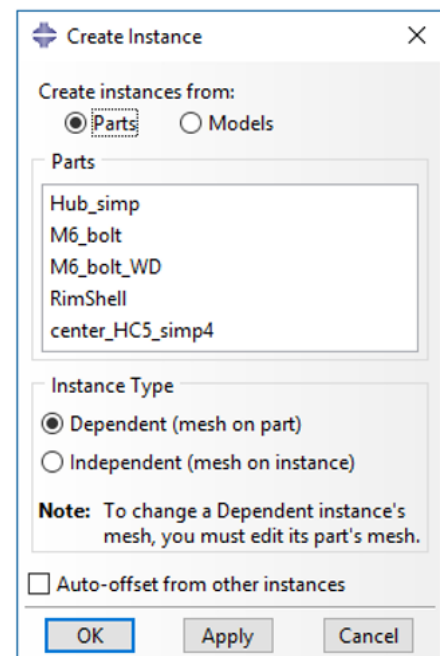 Create Instance
Create instances from:
Parts Models
Parts
Hub_simp
M6_bolt
M6_bolt_WD
RimShell
center_HC5_simp4
Instance Type
Dependent (mesh on part)
Independent (mesh on instance)
Note: To change a Dependent instance's
mesh, you must edit its part's mesh.
Auto-offset from other instances
OK Apply Cancel